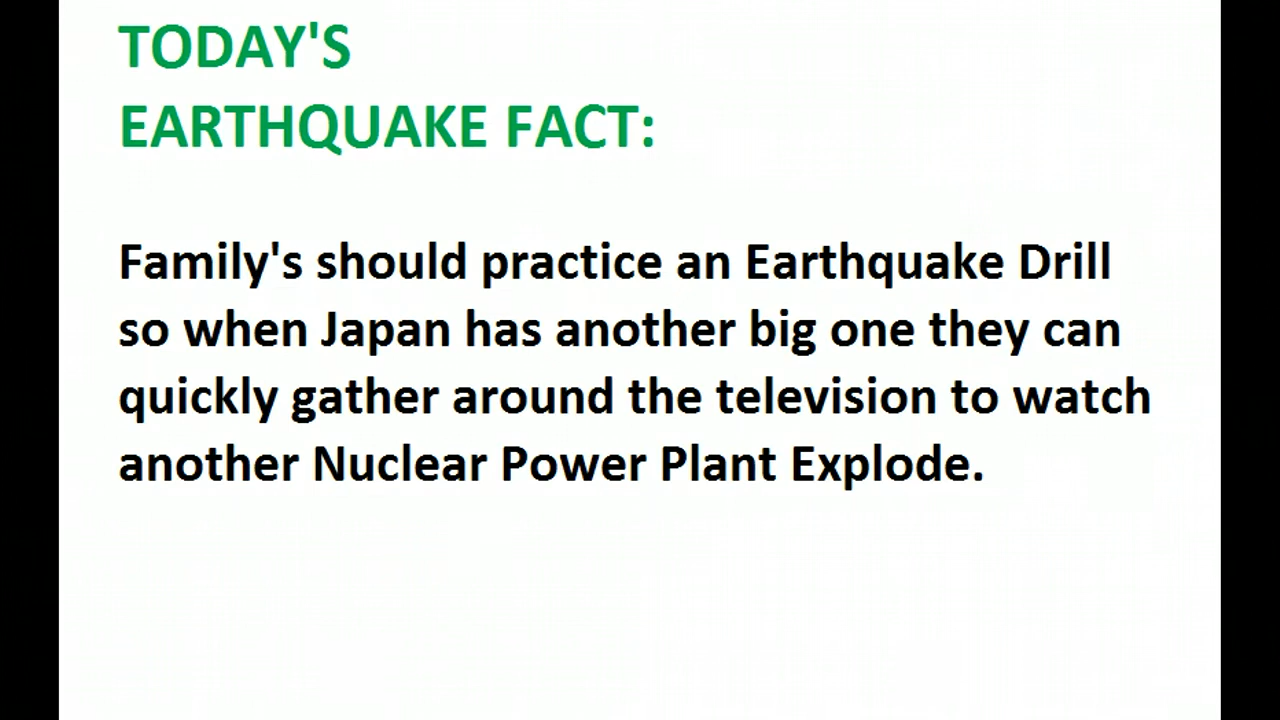 TODAY'S
EARTHQUAKE FACT:
Family's should practice an Earthquake Drill
so when Japan has another big one they can
quickly gather around the television to watch
another Nuclear Power Plant Explode.